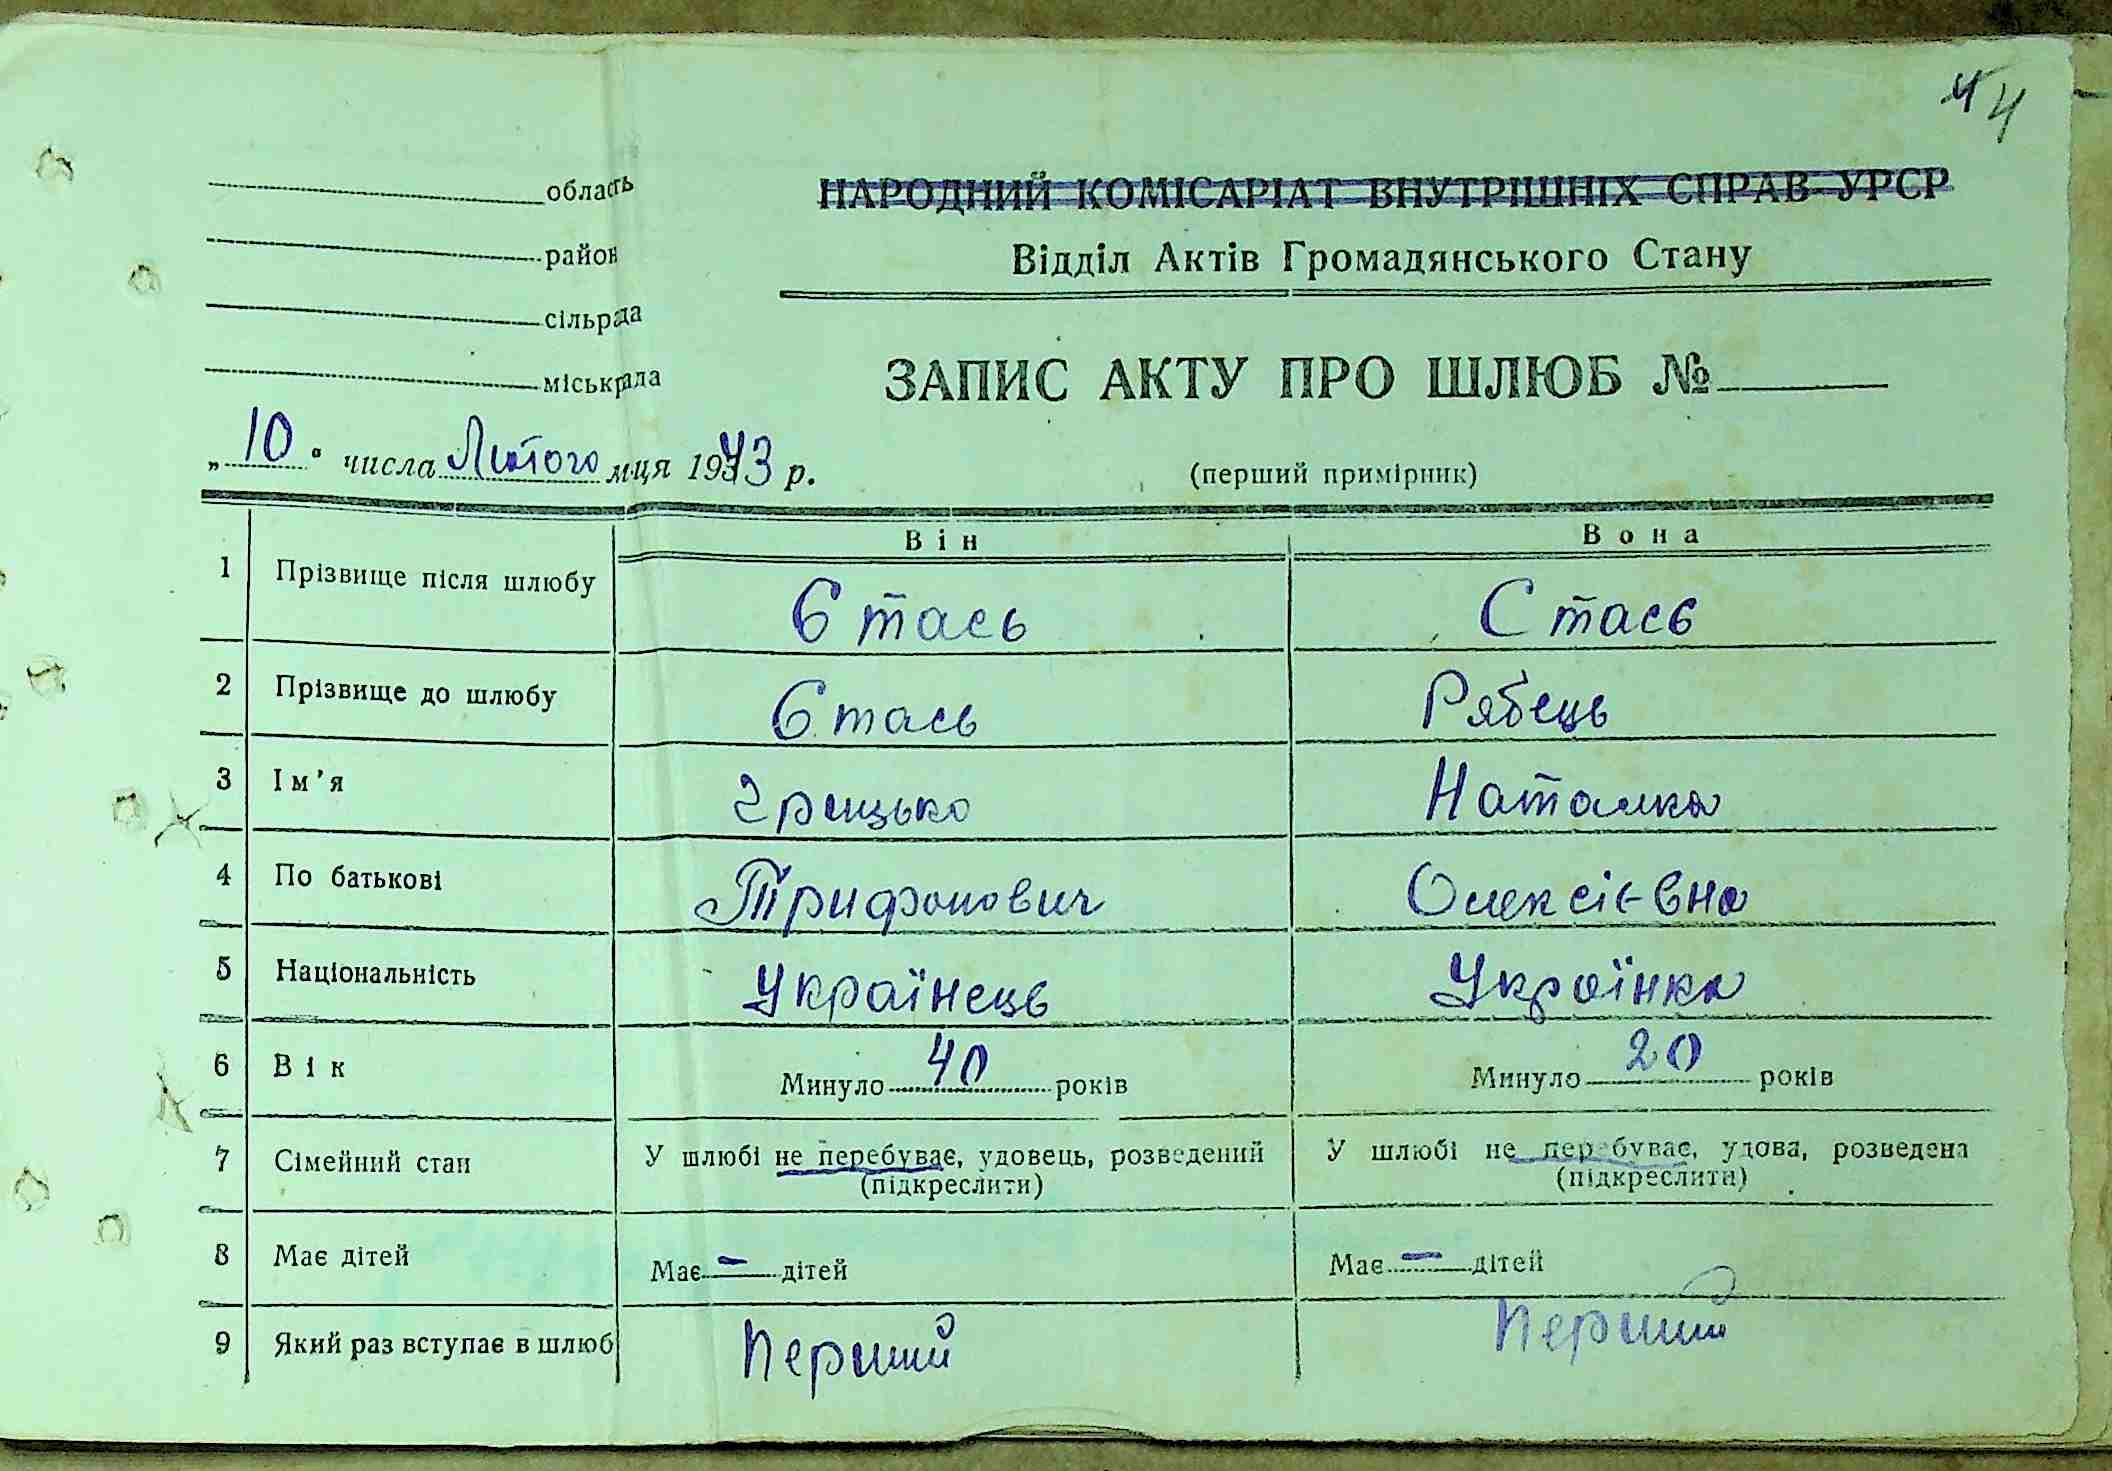 44
область
район
сільрада
міськрада
НАРОДНИЙ КОМІСАРІАТ ВНУТРІШНІХ СПРАВ УРСР
Відділ Актів Громадянського Стану
ЗАПИС АКТУ ПРО ШЛЮБ №
„10" числа Лютого м-ця 1943 р.
(перший примірник)
Він Вона
1 Прізвище після шлюбу Стась Стась
2 Прізвище до шлюбу Стась Рябець
3 Ім'я Грицько Наталка
4 По батькові Трифонович Олексієвна
5 Національність Українець Українка
6 Вік Минуло 40 років Минуло 20 років
7 Сімейний стан У шлюбі не перебуває, удовець, розведений У шлюбі не перебуває, удова, розведена
(підкреслити) (підкреслити)
8 Має дітей Має — дітей Має — дітей
9 Який раз вступає в шлюб Перший Перший